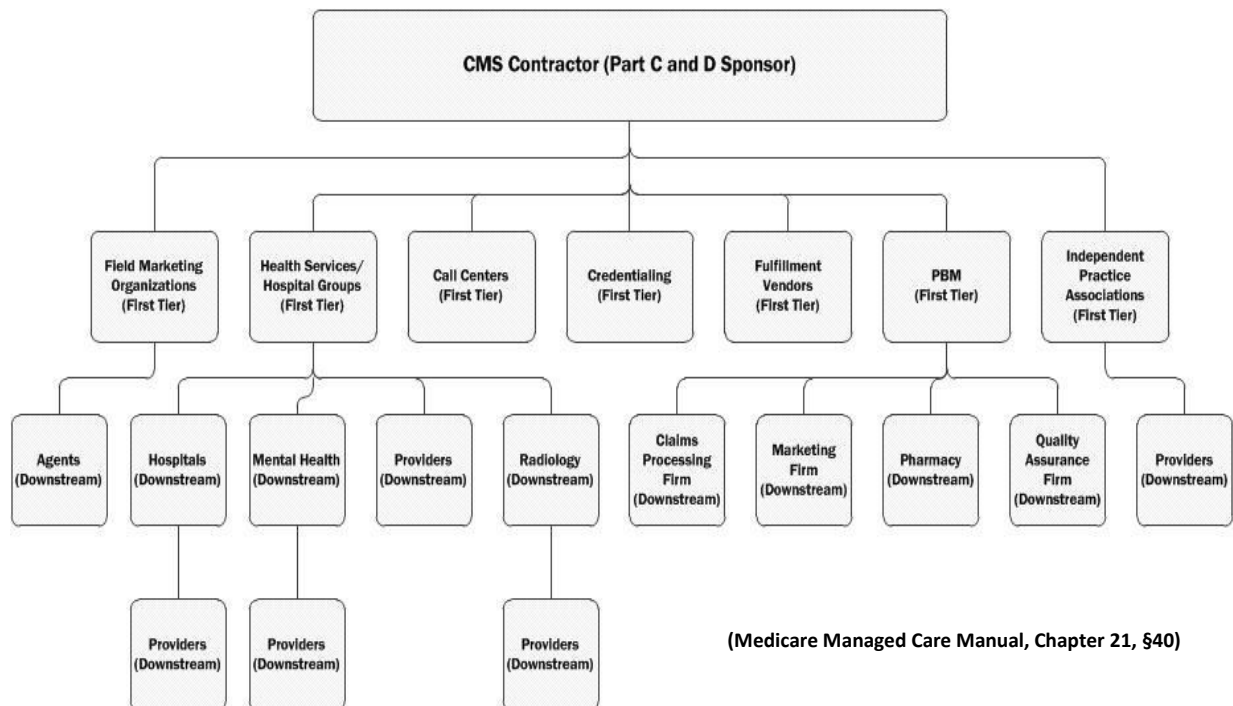 CMS Contractor (Part C and D Sponsor)
Field Marketing
Organizations
(First Tier)
Health Services/
Hospital Groups
(First Tier)
Call Centers
(First Tier)
Credentialing
(First Tier)
Fulfillment
Vendors
(First Tier)
PBM
(First Tier)
Independent
Practice
Associations
(First Tier)
Agents
(Downstream)
Hospitals
(Downstream)
Mental Health
(Downstream)
Providers
(Downstream)
Radiology
(Downstream)
Claims
Processing
Firm
(Downstream)
Marketing
Firm
(Downstream)
Pharmacy
(Downstream)
Quality
Assurance
Firm
(Downstream)
Providers
(Downstream)
Providers
(Downstream)
Providers
(Downstream)
Providers
(Downstream)
(Medicare Managed Care Manual, Chapter 21, §40)